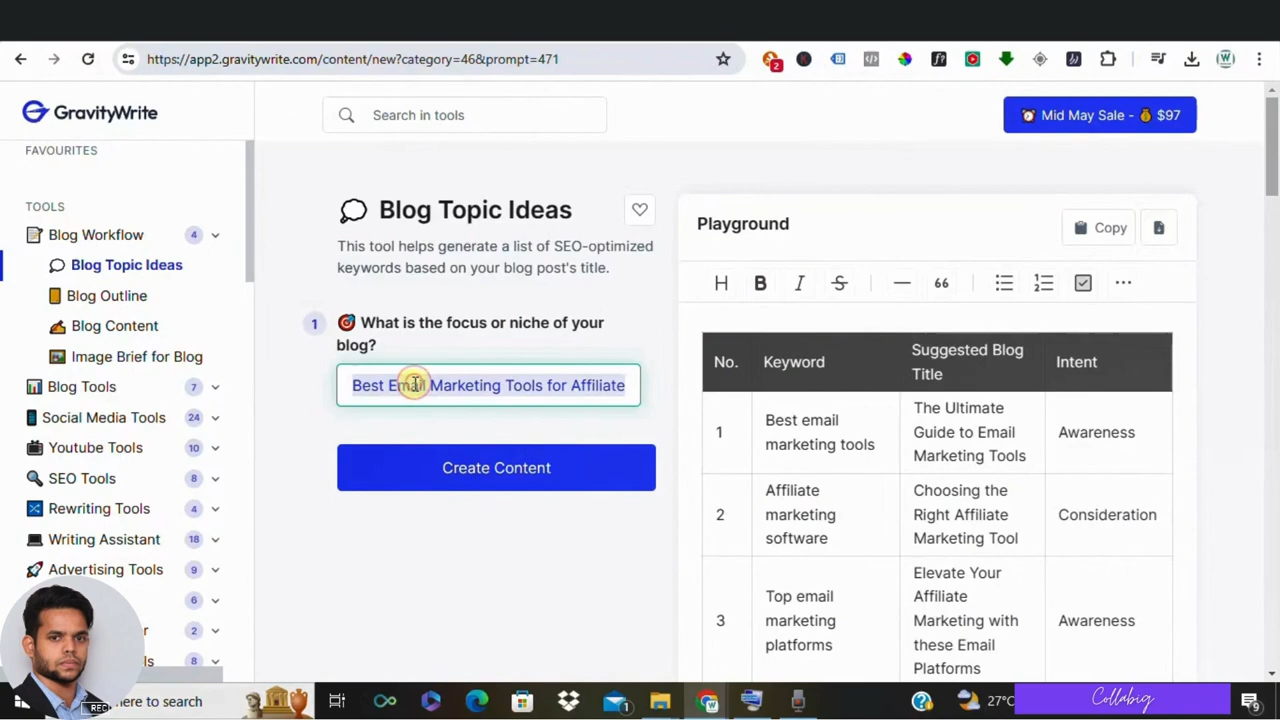 https://app2.gravitywrite.com/content/new?category=46&prompt=471
2
GravityWrite
Search in tools
Mid May Sale - $97
FAVOURITES
TOOLS
Blog Workflow 4
Blog Topic Ideas
Blog Outline
Blog Content
Image Brief for Blog
Blog Tools 7
Social Media Tools 24
Youtube Tools 10
SEO Tools 8
Rewriting Tools 4
Writing Assistant 18
Advertising Tools 9
6
2
8
Blog Topic Ideas
This tool helps generate a list of SEO-optimized
keywords based on your blog post's title.
1 What is the focus or niche of your
blog?
Best Email Marketing Tools for Affiliate
Create Content
Playground
Copy
H B I S 66
No. Keyword Suggested Blog Title Intent
1 Best email marketing tools The Ultimate Guide to Email Marketing Tools Awareness
2 Affiliate marketing software Choosing the Right Affiliate Marketing Tool Consideration
3 Top email marketing platforms Elevate Your Affiliate Marketing with these Email Platforms Awareness
REC
here to search
1
27°C
Collabig
9